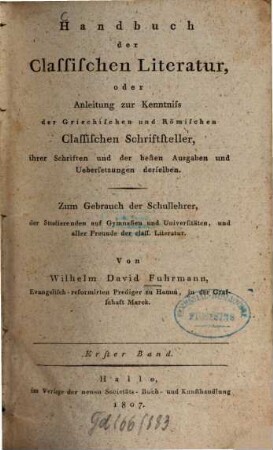 Handbuch
der
Claſſiſchen Literatur,
oder
Anleitung zur Kenntniſs
der Griechiſchen und Römiſchen
Claſſiſchen Schriftſteller,
ihrer Schriften und der beſten Ausgaben und
Ueberſetzungen derſelben.
Zum Gebrauch der Schullehrer,
der Studierenden auf Gymnaſien und Univerſitäten, und
aller Freunde der claſſ. Literatur.
Von
Wilhelm David Fuhrmann,
Evangeliſch-reformirten Prediger zu Hamm, in der Graf-
ſchaft Marck.
Erſter Band.
Halle,
im Verlage der neuen Societäts-Buch- und Kunſthandlung
1807.